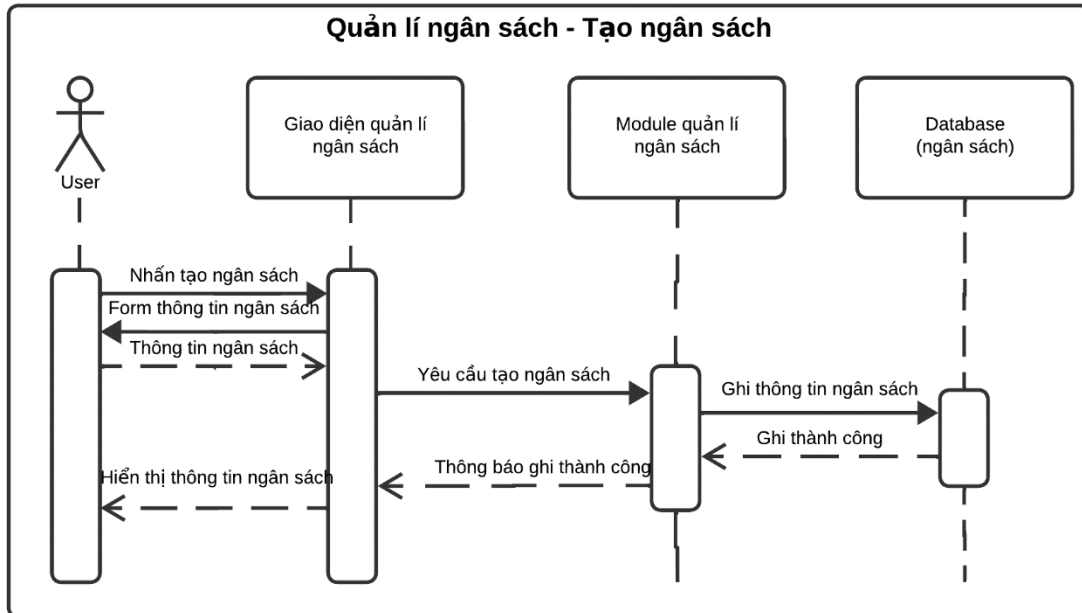 Quản lí ngân sách - Tạo ngân sách
User
Giao diện quản lí
ngân sách
Module quản lí
ngân sách
Database
(ngân sách)
Nhấn tạo ngân sách
Form thông tin ngân sách
Thông tin ngân sách
Yêu cầu tạo ngân sách
Ghi thông tin ngân sách
Ghi thành công
Thông báo ghi thành công
Hiển thị thông tin ngân sách